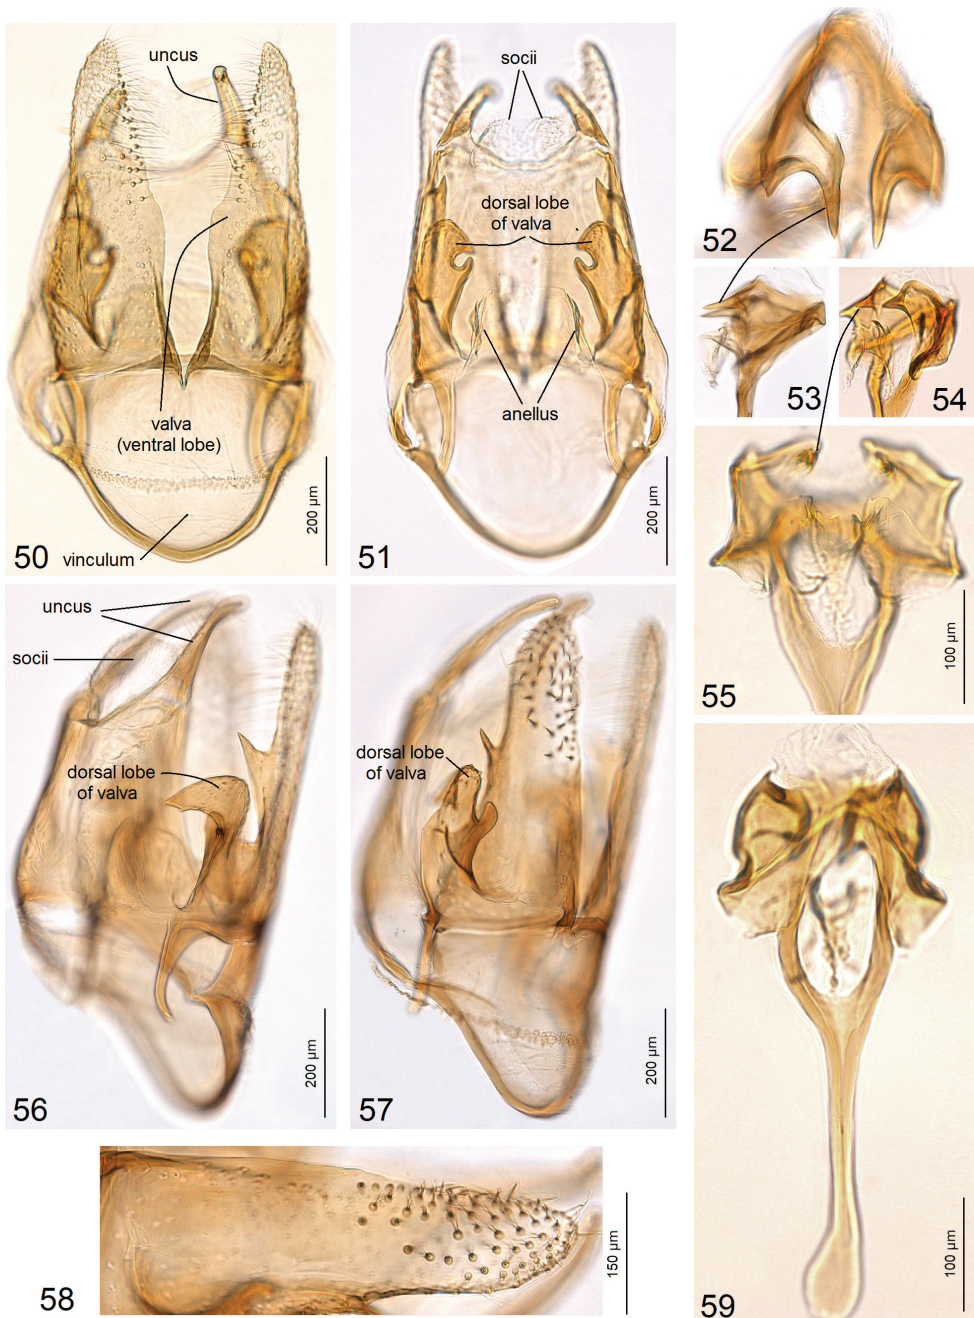 uncus
valva
(ventral lobe)
vinculum
200 µm
50
socii
dorsal lobe
of valva
anellus
200 µm
51
52
53
54
100 µm
55
uncus
socii
dorsal lobe
of valva
200 µm
56
dorsal lobe
of valva
200 µm
57
150 µm
58
100 µm
59